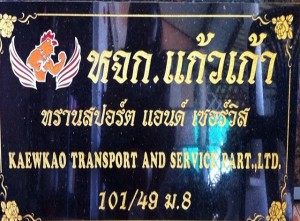 หจก.แก้วเก้า
ทรานสปอร์ต แอนด์ เซอร์วิส
KAEWKAO TRANSPORT AND SERVICE PART.,LTD.
101/49 ม.8